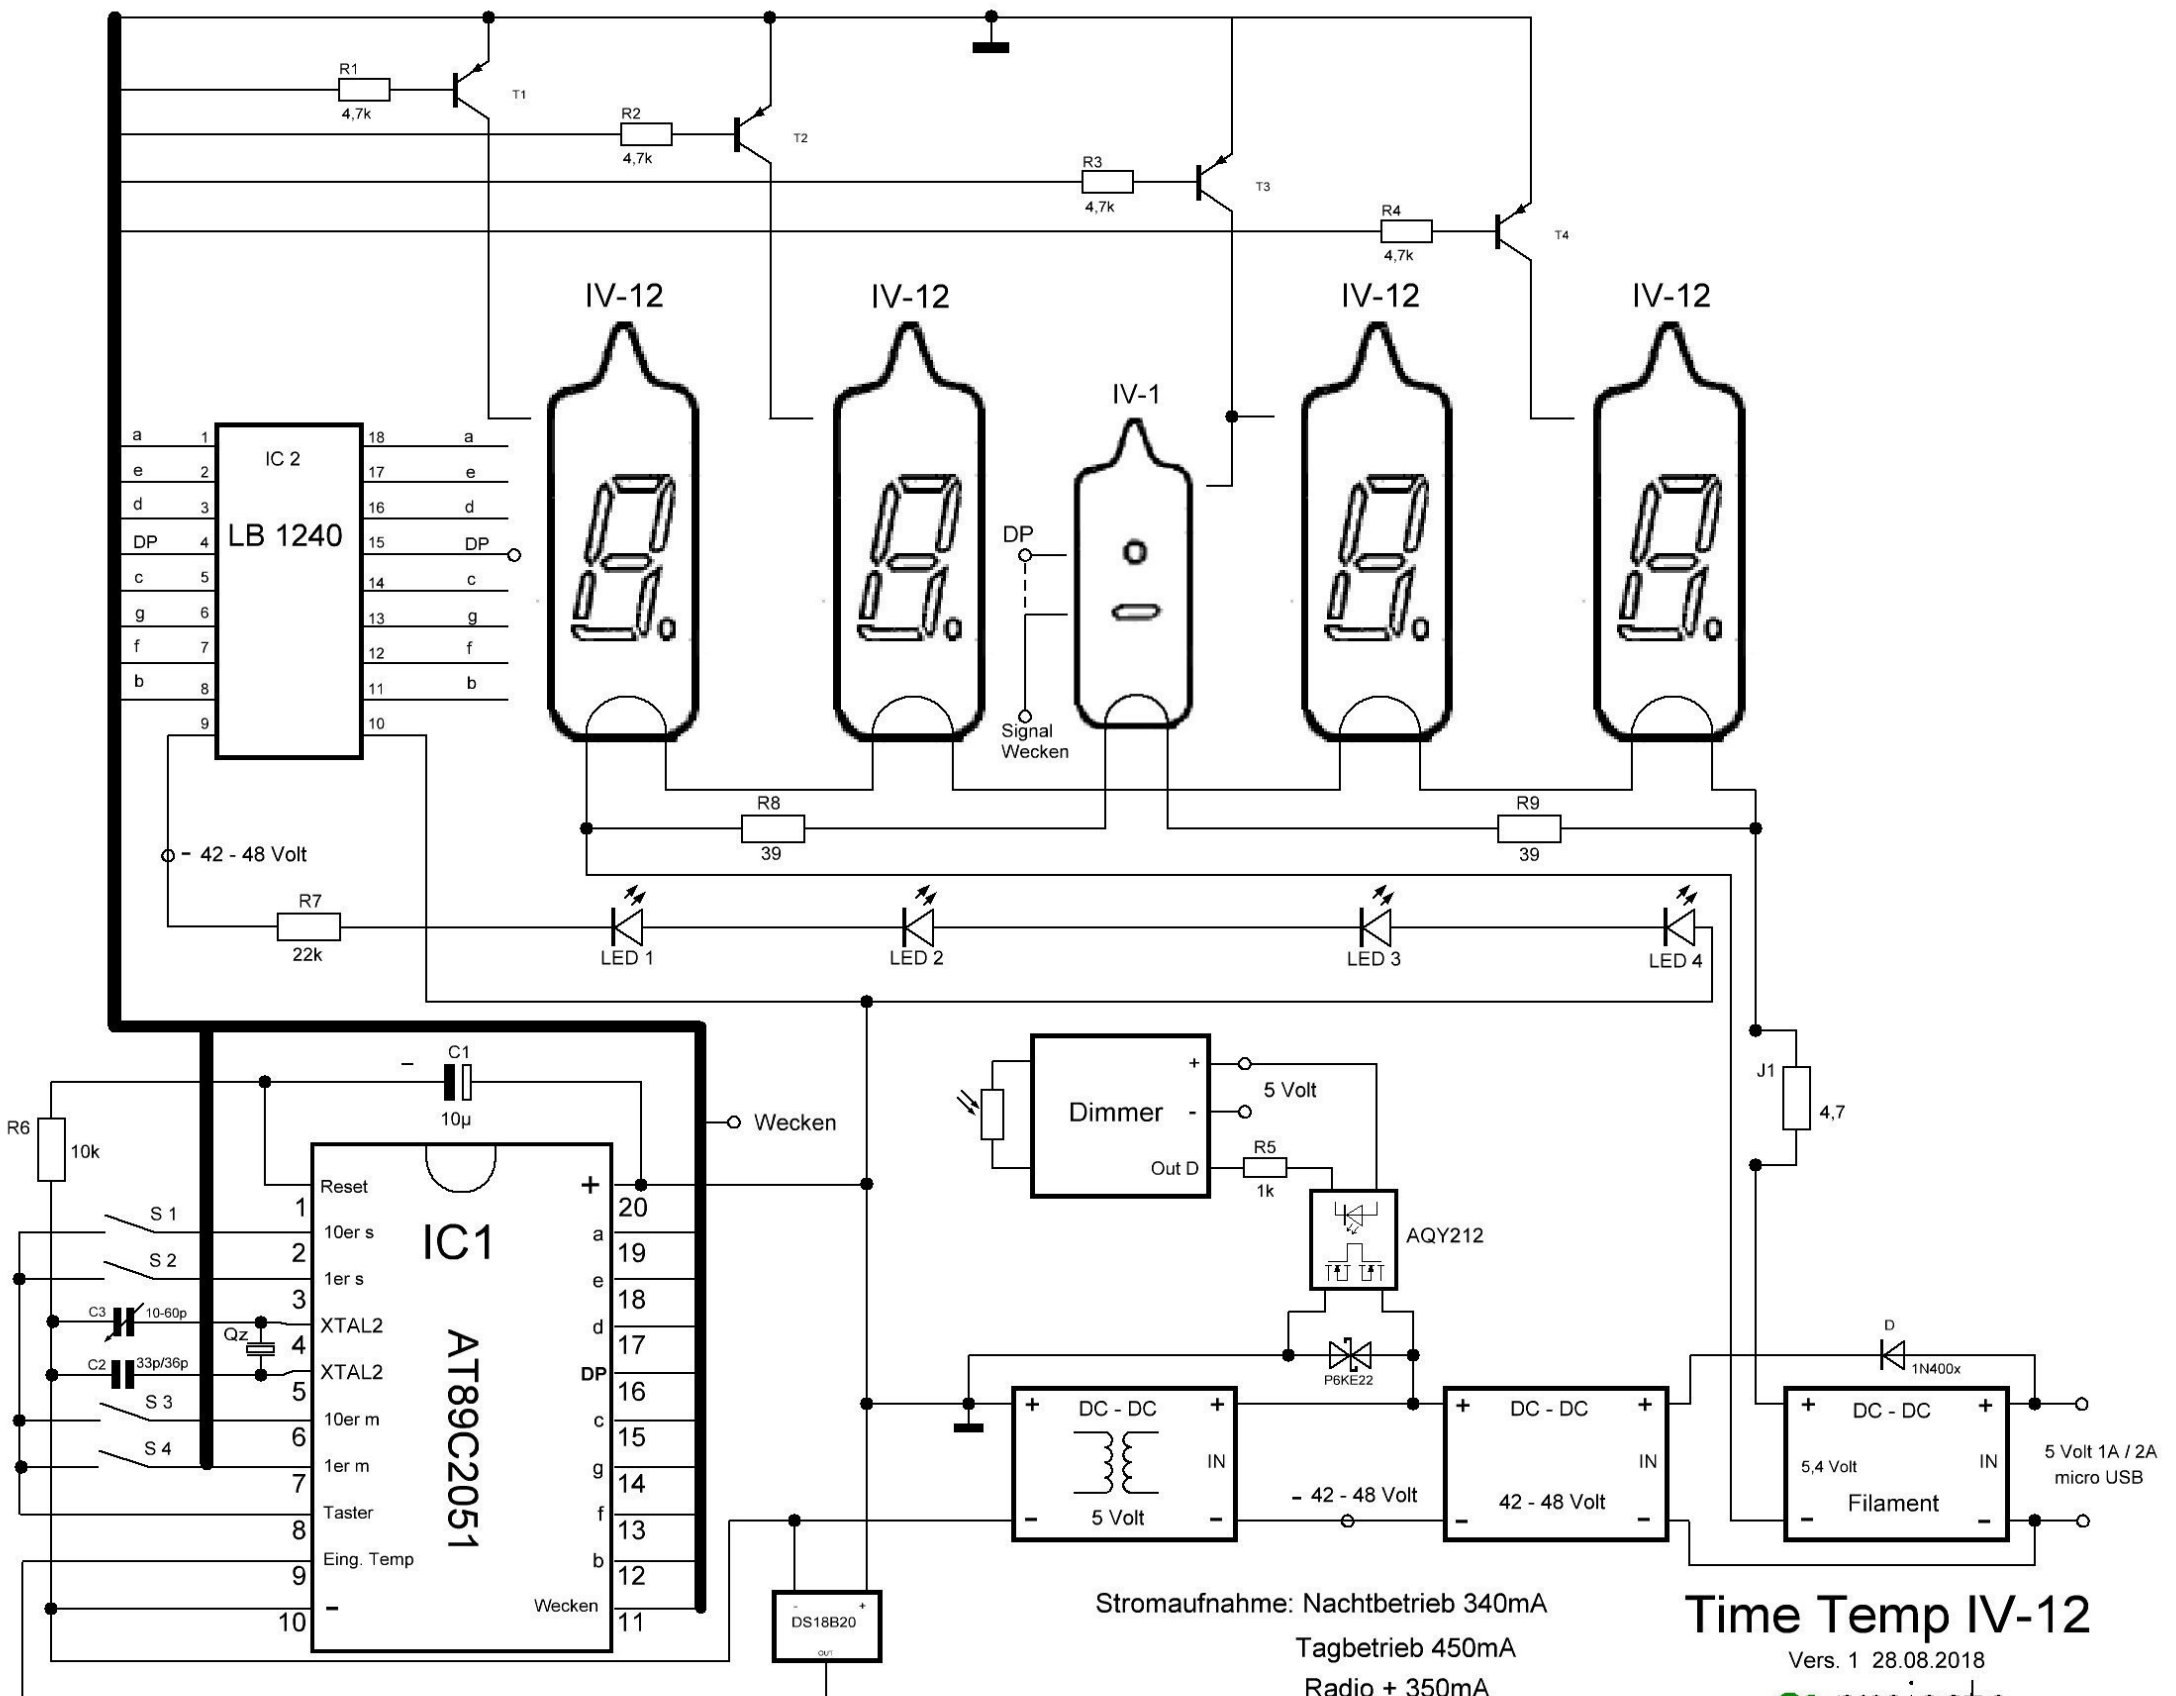 R1
4,7k
T1
R2
4,7k
T2
R3
4,7k
T3
R4
4,7k
T4
IV-12
IV-12
IV-1
IV-12
IV-12
IC 2
LB 1240
a 1 18 a
e 2 17 e
d 3 16 d
DP 4 15 DP
c 5 14 c
g 6 13 g
f 7 12 f
b 8 11 b
9 10
DP
Signal
Wecken
R8
39
R9
39
- 42 - 48 Volt
R7
22k
LED 1
LED 2
LED 3
LED 4
– C1
10µ
R6
10k
Wecken
Dimmer
+
-
5 Volt
Out D
R5
1k
J1
4,7
AQY212
P6KE22
IC1
AT89C2051
Reset 1
S 1 10er s 2
S 2 1er s 3
C3 10-60p XTAL2 4
Qz
C2 33p/36p XTAL2 5
S 3 10er m 6
S 4 1er m 7
Taster 8
Eing. Temp 9
– 10
+ 20
a 19
e 18
d 17
DP 16
c 15
g 14
f 13
b 12
Wecken 11
+ DC - DC +
IN
– 5 Volt –
- 42 - 48 Volt
+ DC - DC +
IN
42 - 48 Volt
– –
D
1N400x
+ DC - DC +
5,4 Volt IN
Filament
– –
5 Volt 1A / 2A
micro USB
- +
DS18B20
OUT
Stromaufnahme: Nachtbetrieb 340mA
Tagbetrieb 450mA
Radio + 350mA
Time Temp IV-12
Vers. 1 28.08.2018